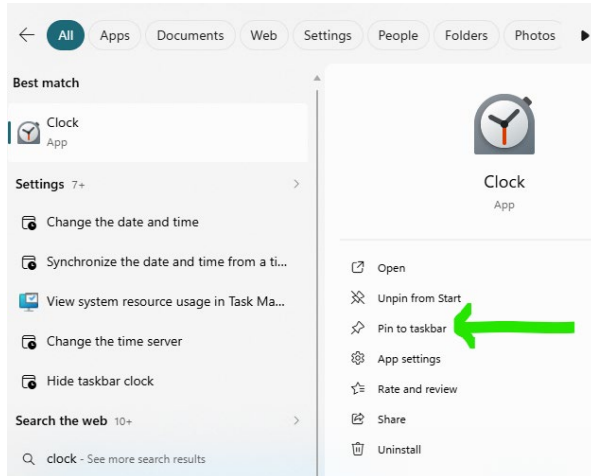 All Apps Documents Web Settings People Folders Photos
Best match
Clock
App
Settings 7+
Change the date and time
Synchronize the date and time from a ti...
View system resource usage in Task Ma...
Change the time server
Hide taskbar clock
Search the web 10+
clock - See more search results
Clock
App
Open
Unpin from Start
Pin to taskbar
App settings
Rate and review
Share
Uninstall